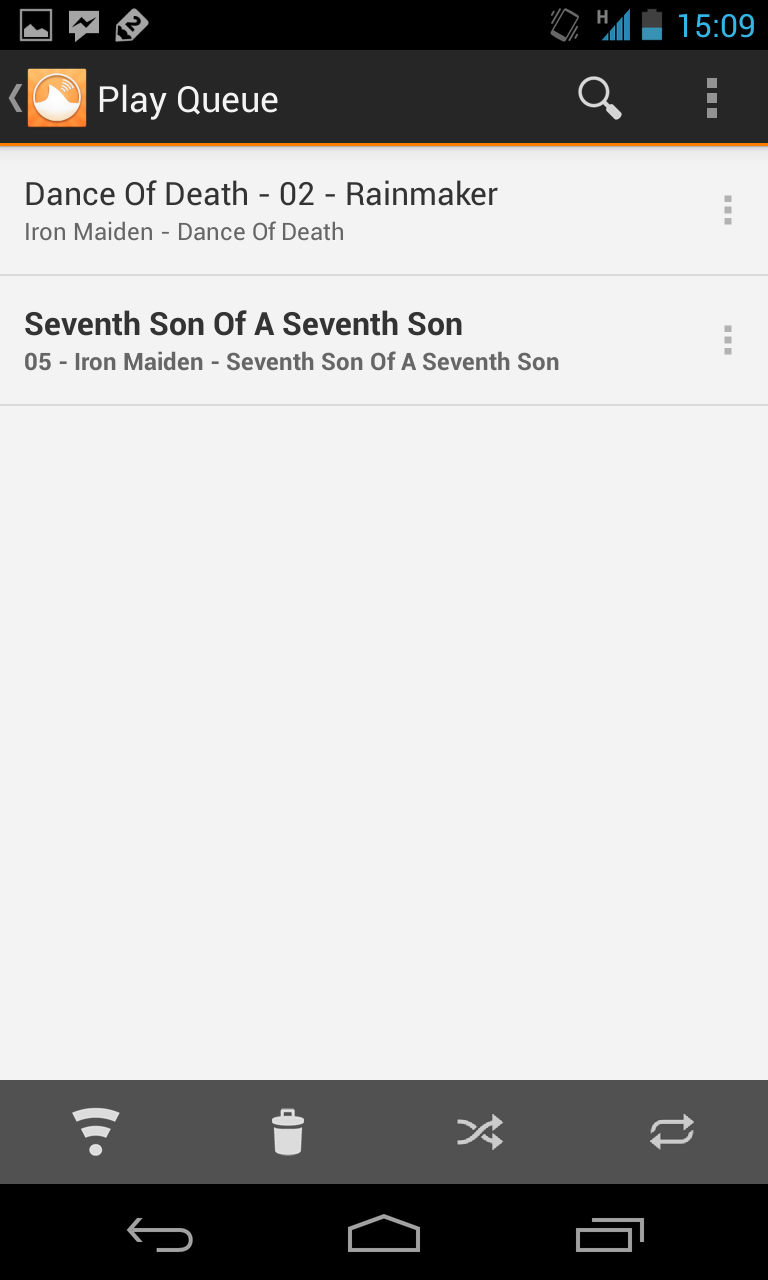 H 15:09
Play Queue
Dance Of Death - 02 - Rainmaker
Iron Maiden - Dance Of Death
Seventh Son Of A Seventh Son
05 - Iron Maiden - Seventh Son Of A Seventh Son